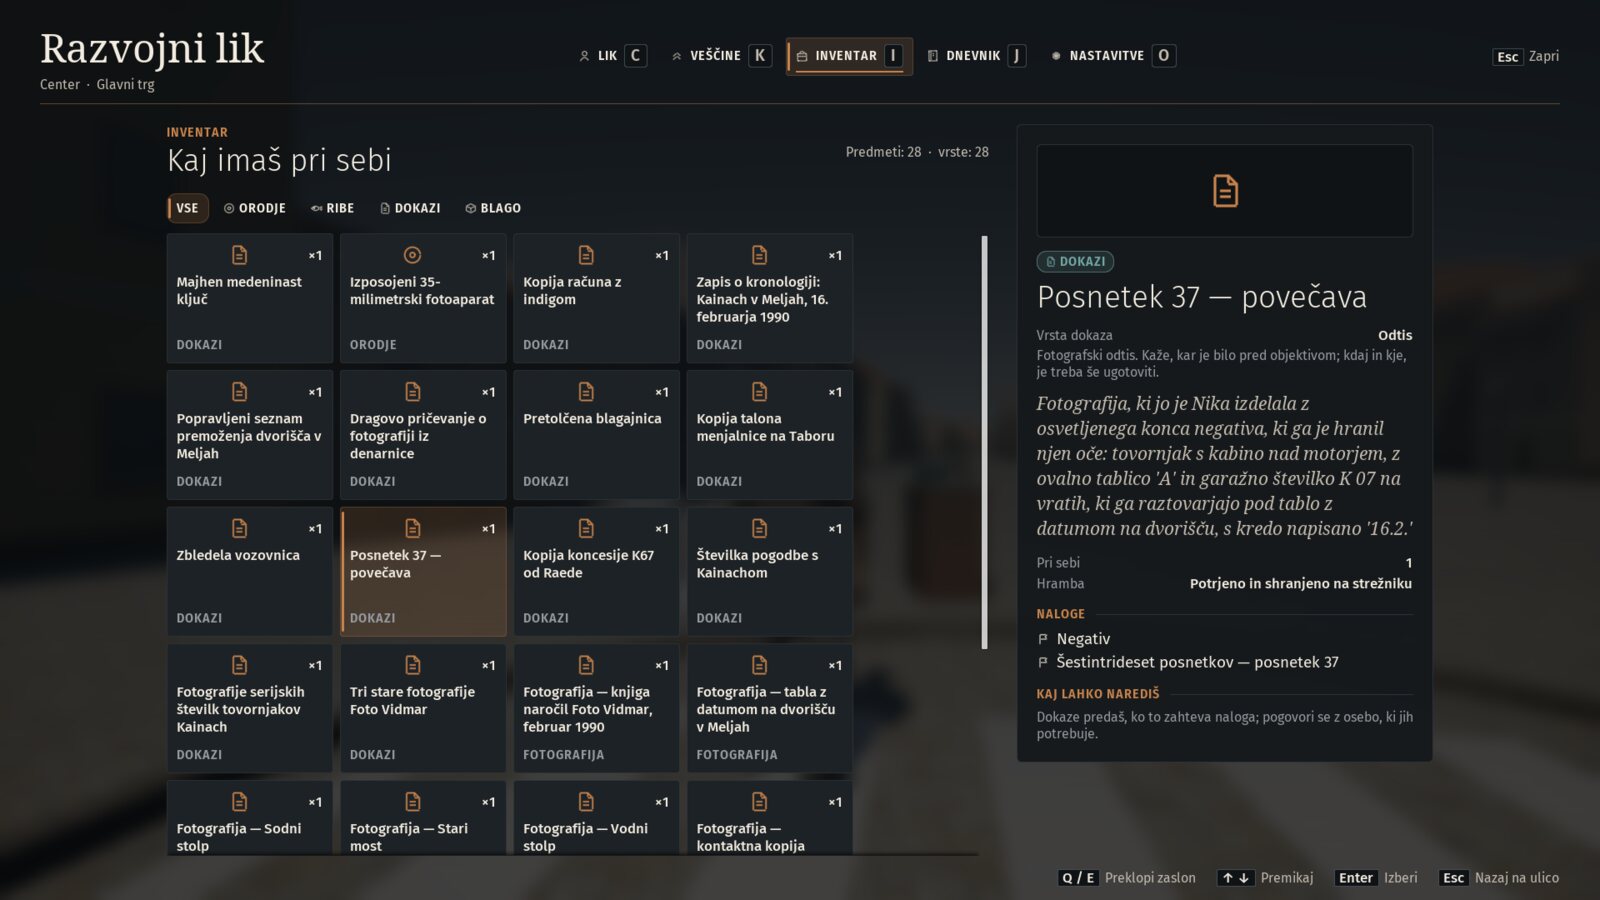 Razvojni lik
Center · Glavni trg
LIK C
VEŠČINE K
INVENTAR I
DNEVNIK J
NASTAVITVE O
Esc Zapri
INVENTAR
Kaj imaš pri sebi
Predmeti: 28 · vrste: 28
VSE
ORODJE
RIBE
DOKAZI
BLAGO
×1
Majhen medeninast
ključ
DOKAZI
×1
Izposojeni 35-
milimetrski fotoaparat
ORODJE
×1
Kopija računa z
indigom
DOKAZI
×1
Zapis o kronologiji:
Kainach v Meljah, 16.
februarja 1990
DOKAZI
×1
Popravljeni seznam
premoženja dvorišča v
Meljah
DOKAZI
×1
Dragovo pričevanje o
fotografiji iz
denarnice
DOKAZI
×1
Pretolčena blagajnica
DOKAZI
×1
Kopija talona
menjalnice na Taboru
DOKAZI
×1
Zbledela vozovnica
DOKAZI
×1
Posnetek 37 —
povečava
DOKAZI
×1
Kopija koncesije K67
od Raede
DOKAZI
×1
Številka pogodbe s
Kainachom
DOKAZI
×1
Fotografije serijskih
številk tovornjakov
Kainach
DOKAZI
×1
Tri stare fotografije
Foto Vidmar
DOKAZI
×1
Fotografija — knjiga
naročil Foto Vidmar,
februar 1990
FOTOGRAFIJA
×1
Fotografija — tabla z
datumom na dvorišču
v Meljah
FOTOGRAFIJA
×1
Fotografija — Sodni
stolp
×1
Fotografija — Stari
most
×1
Fotografija — Vodni
stolp
×1
Fotografija —
kontaktna kopija
DOKAZI
Posnetek 37 — povečava
Vrsta dokaza Odtis
Fotografski odtis. Kaže, kar je bilo pred objektivom; kdaj in kje,
je treba še ugotoviti.
Fotografija, ki jo je Nika izdelala z
osvetljenega konca negativa, ki ga je hranil
njen oče: tovornjak s kabino nad motorjem, z
ovalno tablico 'A' in garažno številko K 07 na
vratih, ki ga raztovarjajo pod tablo z
datumom na dvorišču, s kredo napisano '16.2.'
Pri sebi 1
Hramba Potrjeno in shranjeno na strežniku
NALOGE
Negativ
Šestintrideset posnetkov — posnetek 37
KAJ LAHKO NAREDIŠ
Dokaze predaš, ko to zahteva naloga; pogovori se z osebo, ki jih
potrebuje.
Q / E Preklopi zaslon
↑ ↓ Premikaj
Enter Izberi
Esc Nazaj na ulico